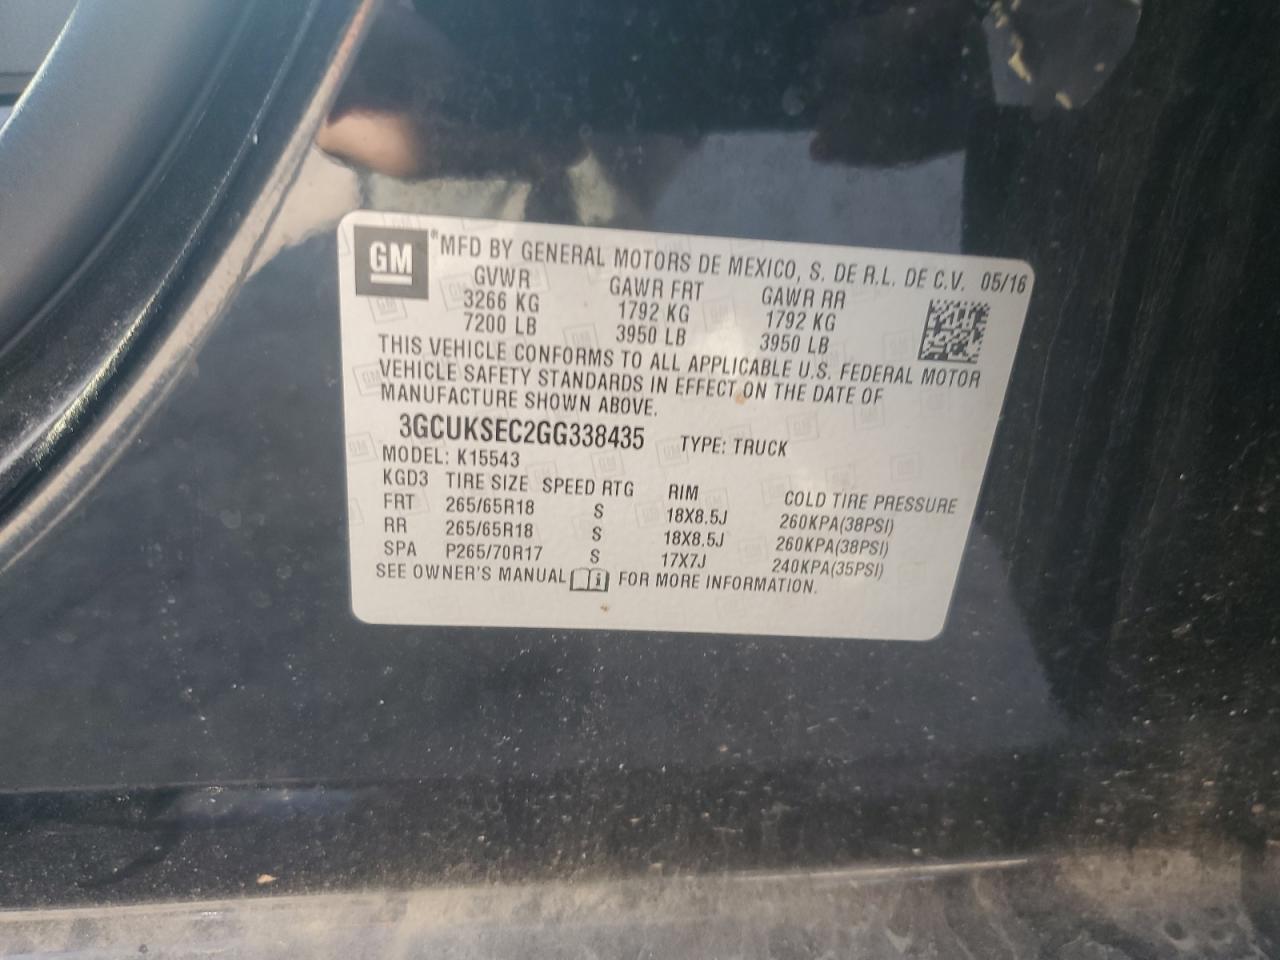 GM
*MFD BY GENERAL MOTORS DE MEXICO, S. DE R.L. DE C.V. 05/16
GVWR GAWR FRT GAWR RR
3266 KG 1792 KG 1792 KG
7200 LB 3950 LB 3950 LB
THIS VEHICLE CONFORMS TO ALL APPLICABLE U.S. FEDERAL MOTOR
VEHICLE SAFETY STANDARDS IN EFFECT ON THE DATE OF
MANUFACTURE SHOWN ABOVE.
3GCUKSEC2GG338435 TYPE: TRUCK
MODEL: K15543
KGD3 TIRE SIZE SPEED RTG RIM COLD TIRE PRESSURE
FRT 265/65R18 S 18X8.5J 260KPA(38PSI)
RR 265/65R18 S 18X8.5J 260KPA(38PSI)
SPA P265/70R17 S 17X7J 240KPA(35PSI)
SEE OWNER'S MANUAL FOR MORE INFORMATION.